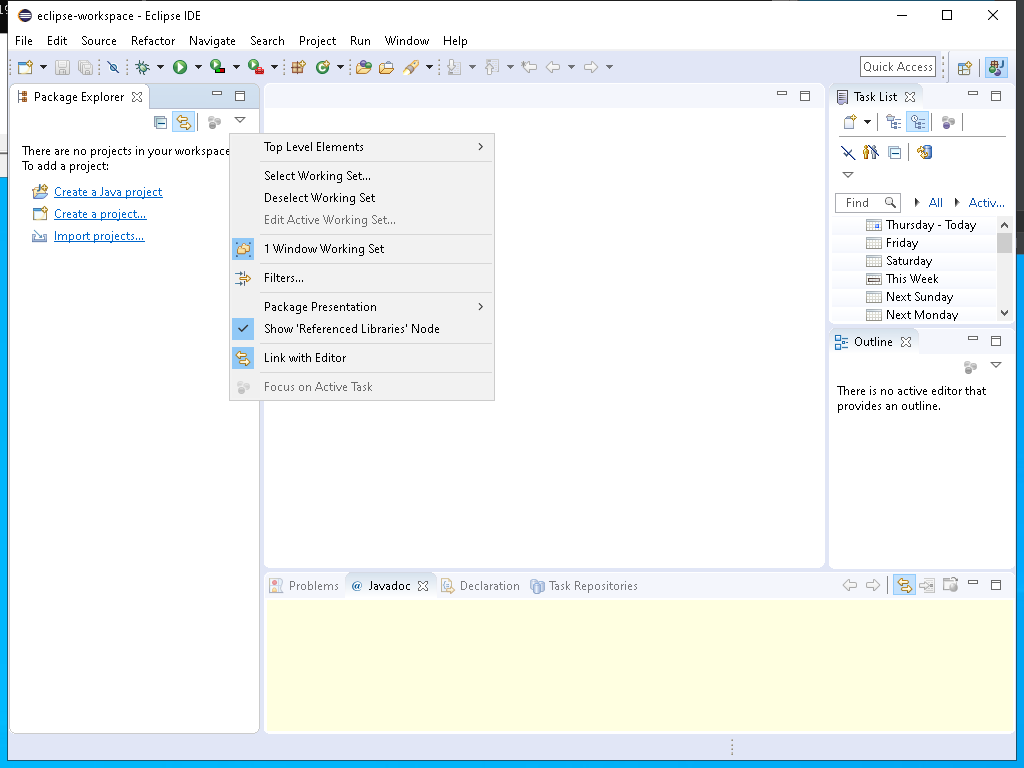 eclipse-workspace - Eclipse IDE
File Edit Source Refactor Navigate Search Project Run Window Help
Quick Access
Package Explorer
There are no projects in your workspace
To add a project:
Create a Java project
Create a project...
Import projects...
Top Level Elements
Select Working Set...
Deselect Working Set
Edit Active Working Set...
1 Window Working Set
Filters...
Package Presentation
Show 'Referenced Libraries' Node
Link with Editor
Focus on Active Task
Task List
Find All Activ...
Thursday - Today
Friday
Saturday
This Week
Next Sunday
Next Monday
Outline
There is no active editor that
provides an outline.
Problems @ Javadoc Declaration Task Repositories